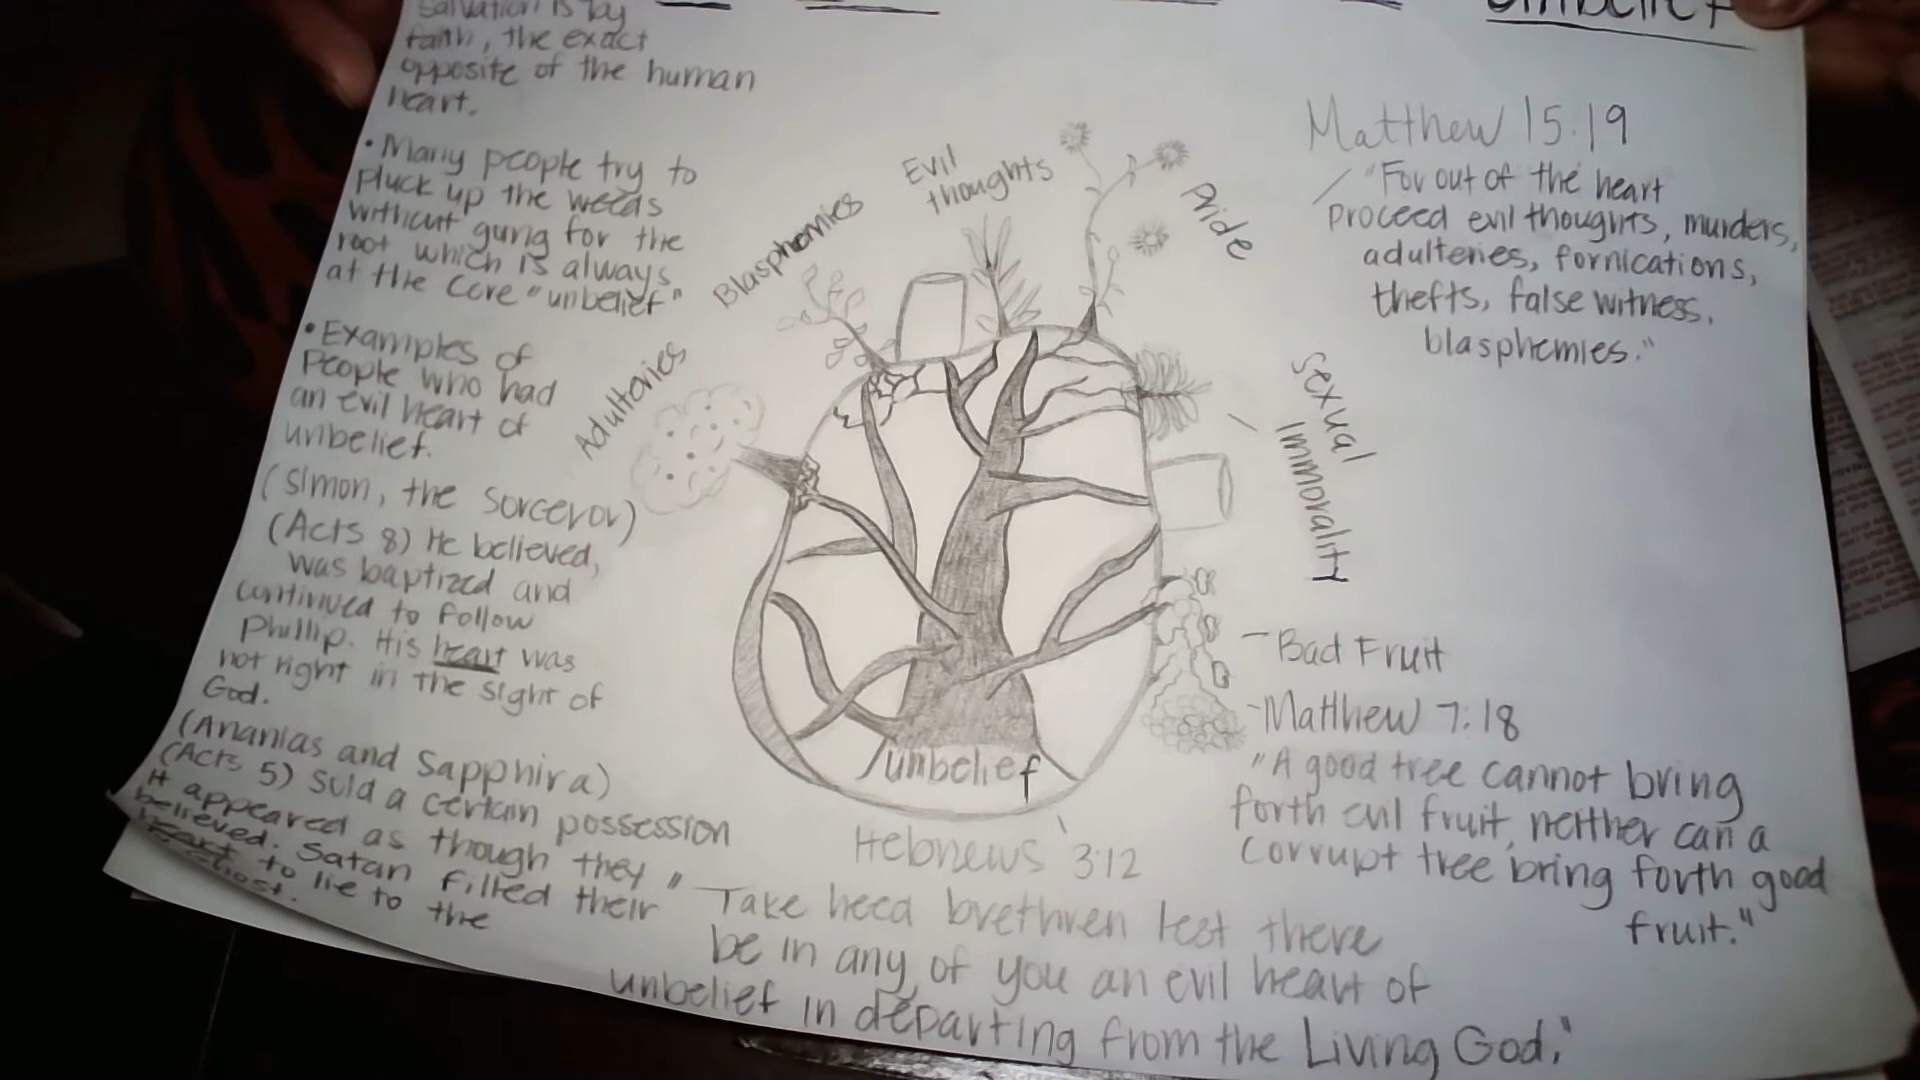 unbelief
salvation is by
faith, the exact
opposite of the human
heart.
• Many people try to
pluck up the weeds
without gung for the
root which is always
at the core "unbelief"
• Examples of
People who had
an evil heart of
unbelief.
(Simon, the sorceror)
(Acts 8) He believed,
was baptized and
continued to follow
Phillip. His heart was
not right in the sight of
God.
(Ananias and Sapphira)
(Acts 5) Sold a certain possession
It appeared as though they
believed. Satan filled their
heart to lie to the
Ghost.
Adulteries
Blasphemies
Evil
thoughts
Pride
Sexual
Immorality
unbelief
Matthew 15:19
"For out of the heart
proceed evil thoughts, murders,
adulteries, fornications,
thefts, false witness,
blasphemies."
- Bad Fruit
- Matthew 7:18
"A good tree cannot bring
forth evil fruit, neither can a
corrupt tree bring forth good
fruit."
Hebrews 3:12
"Take heed brethren lest there
be in any of you an evil heart of
unbelief in departing from the Living God."